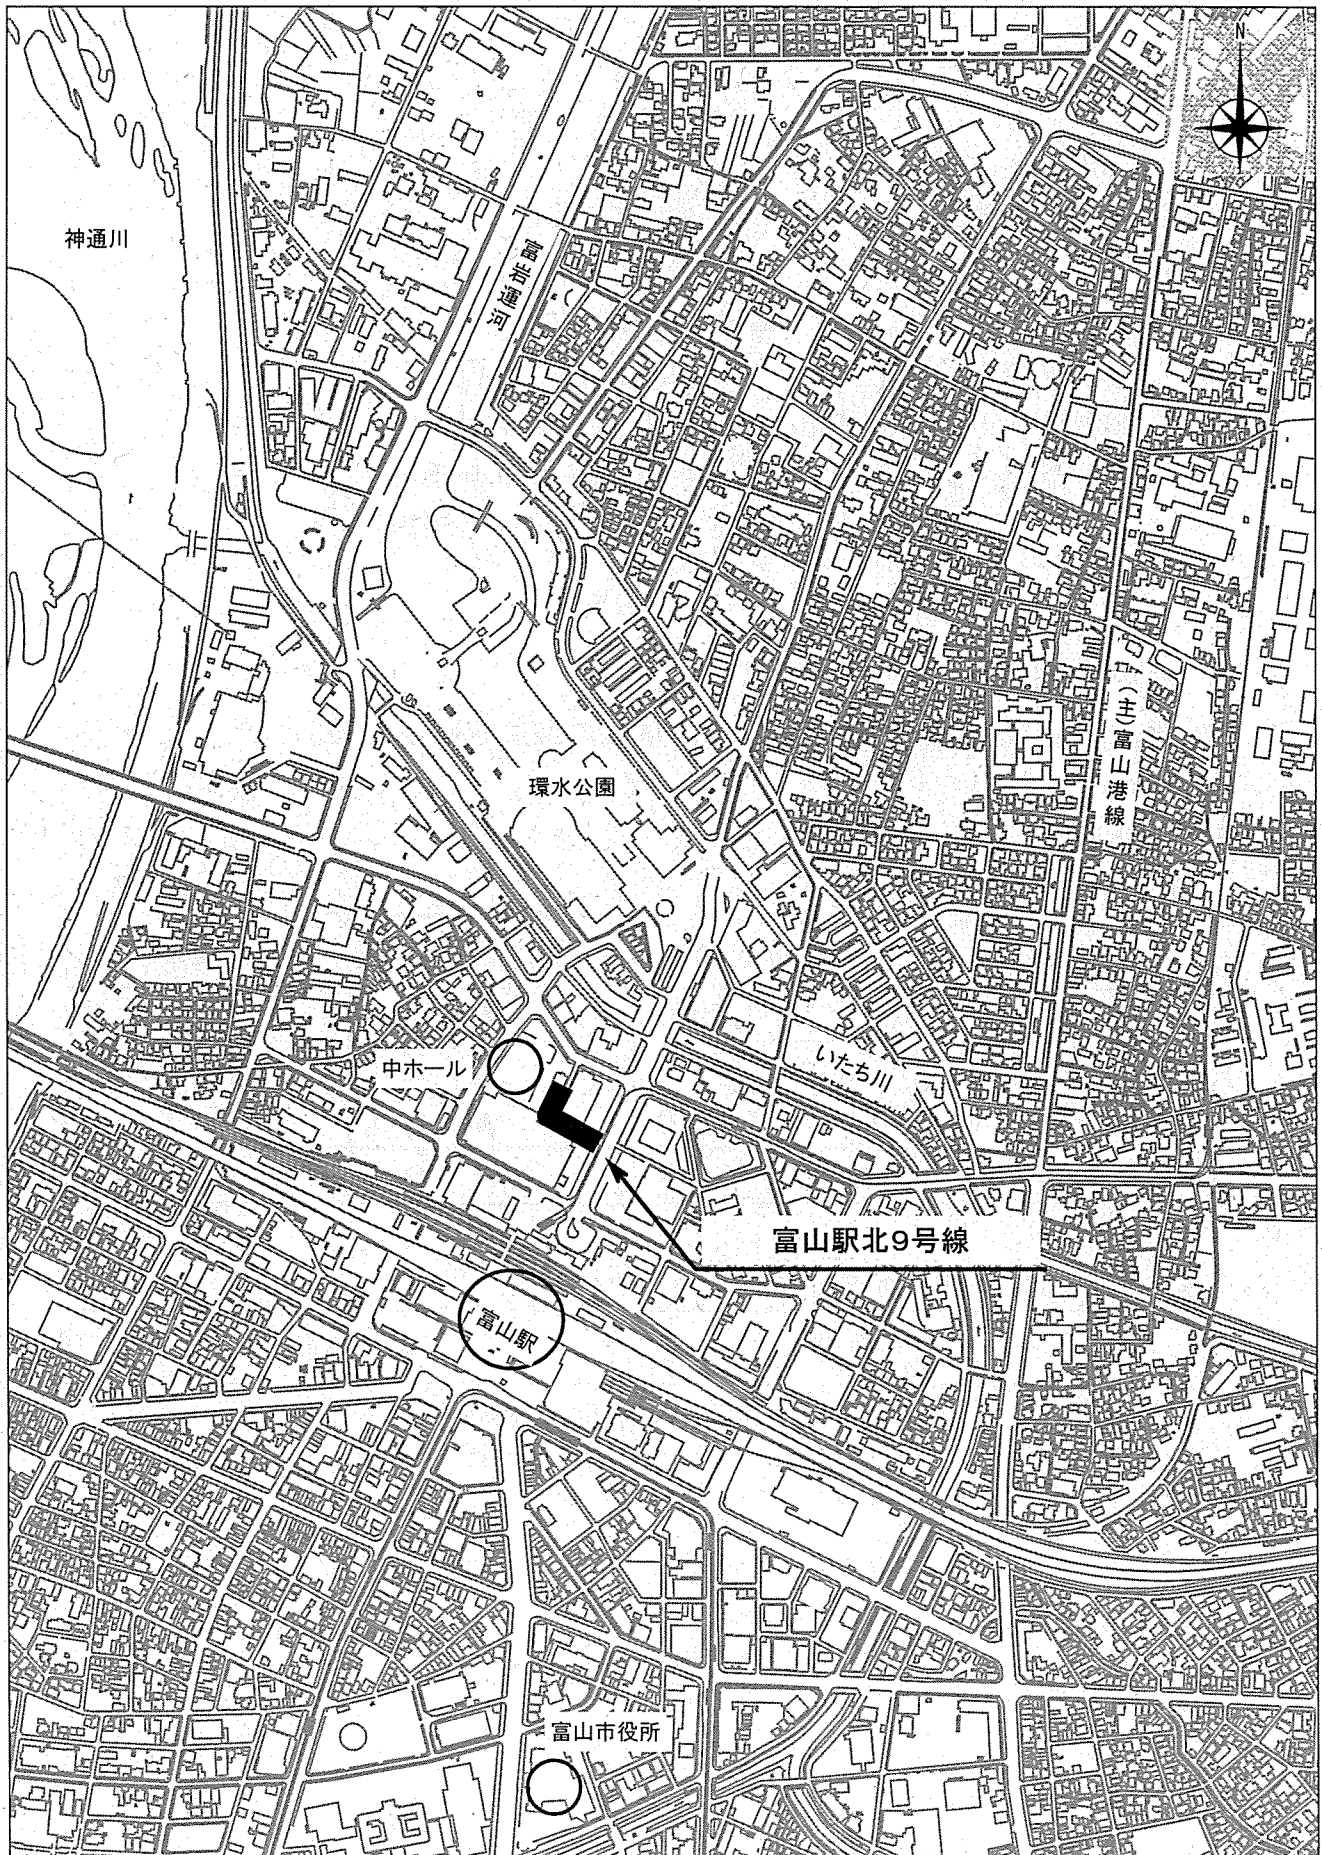 N
神通川
富岩運河
(主)富山港線
環水公園
中ホール
いたち川
富山駅北9号線
富山駅
富山市役所